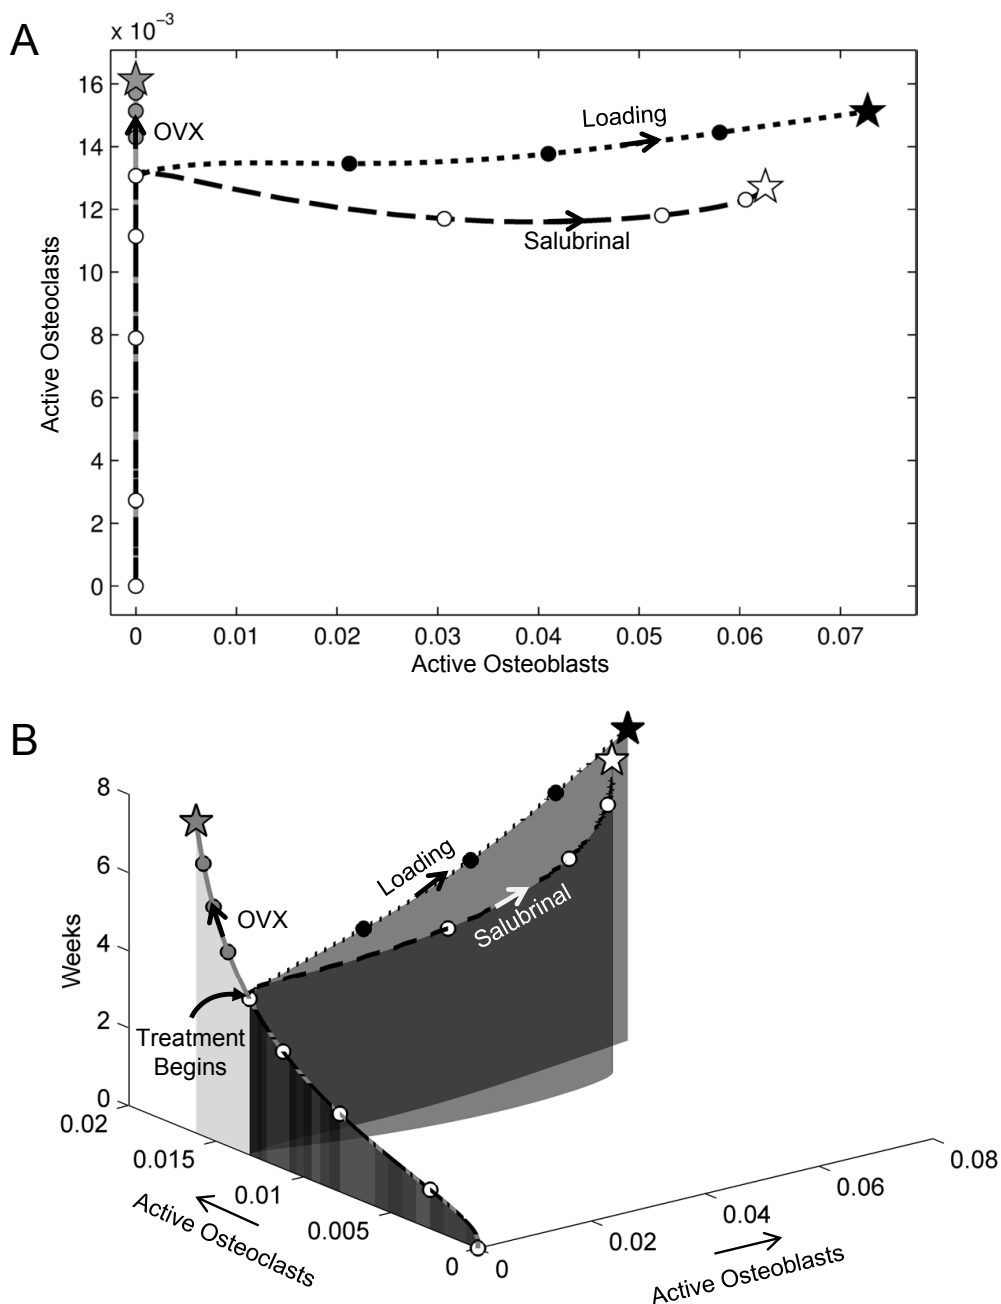 A
x 10⁻³
16
14
12
10
8
6
4
2
0
Active Osteoclasts
OVX
Loading
Salubrinal
0 0.01 0.02 0.03 0.04 0.05 0.06 0.07
Active Osteoblasts
B
8
6
4
2
0
Weeks
OVX
Loading
Salubrinal
Treatment
Begins
0.02
0.015
0.01
0.005
0
Active Osteoclasts
0
0.02
0.04
0.06
0.08
Active Osteoblasts